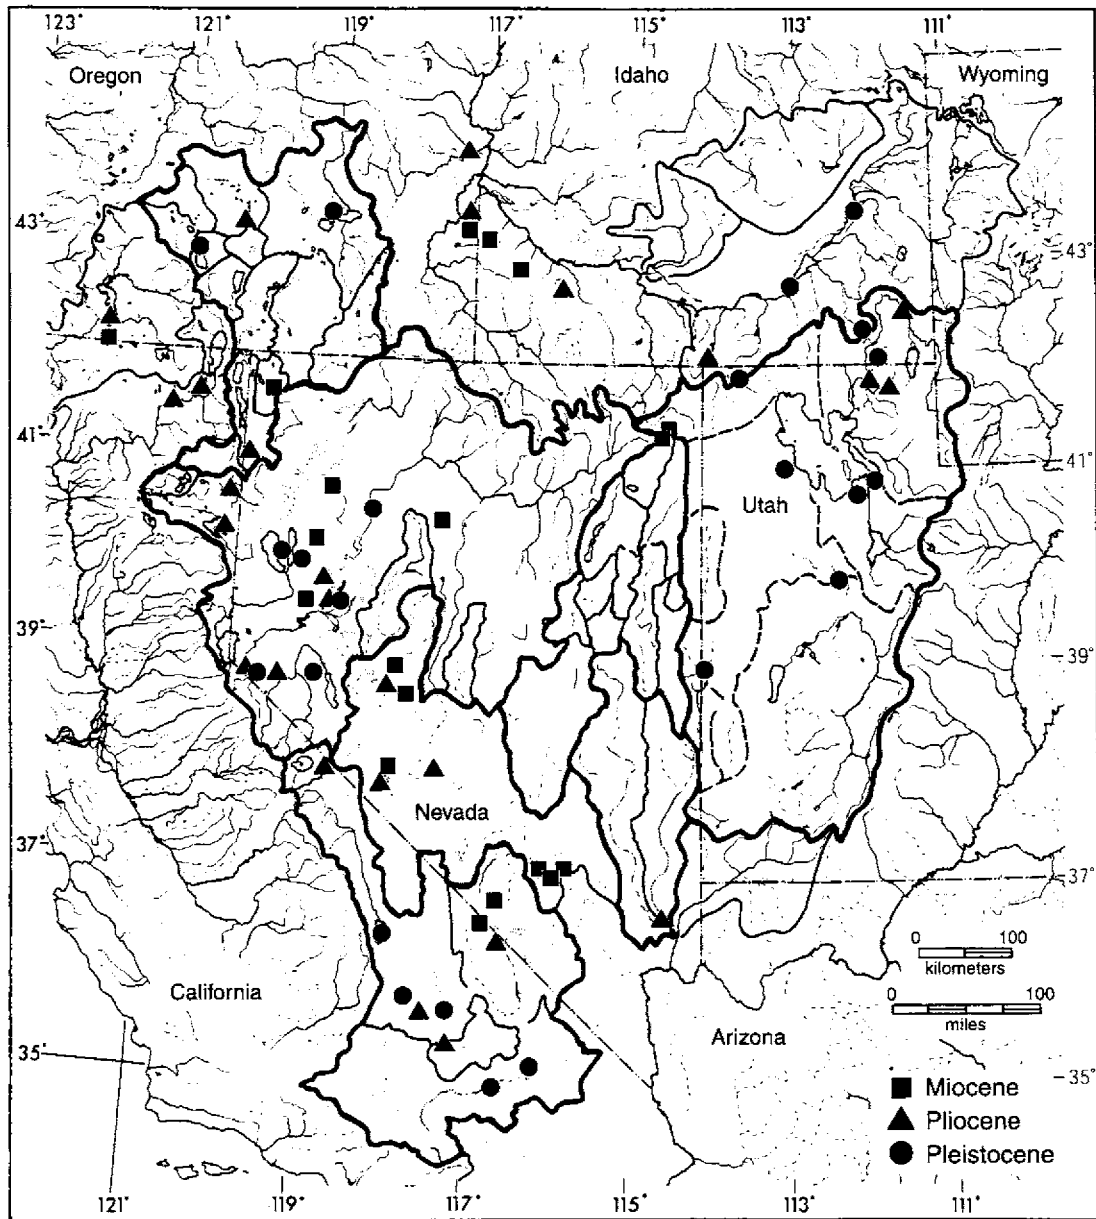 123° 121° 119° 117 115° 113° 111
Oregon Idaho Wyoming
43° 43°
41° 41°
Utah
39° 39°
Nevada
37° 37°
0 100
kilometers
California
0 100
miles
Arizona
35° 35°
Miocene
Pliocene
Pleistocene
121° 119° 117 115 113° 111°